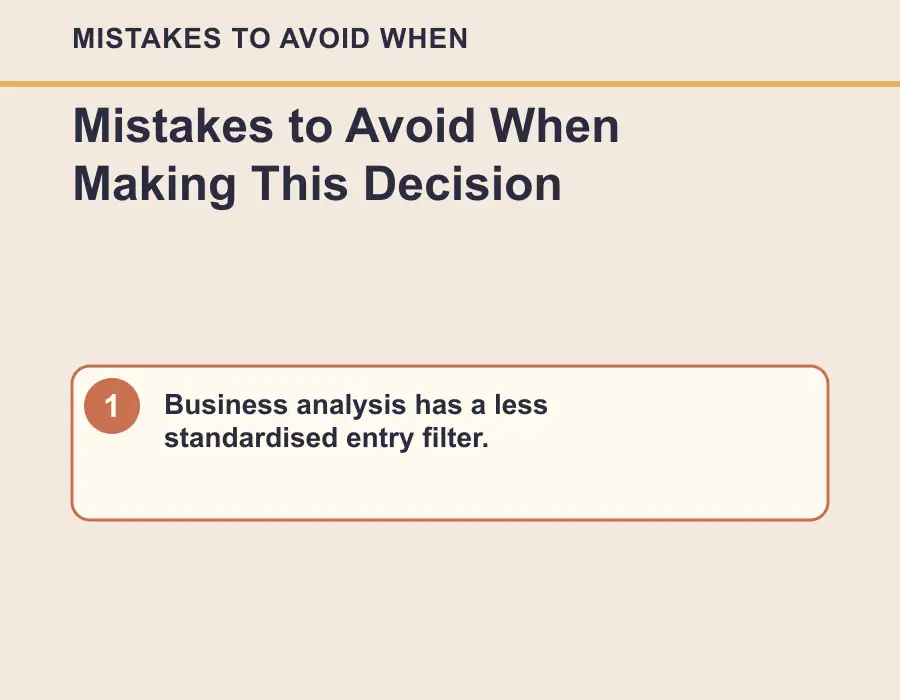 MISTAKES TO AVOID WHEN
Mistakes to Avoid When
Making This Decision
1
Business analysis has a less
standardised entry filter.